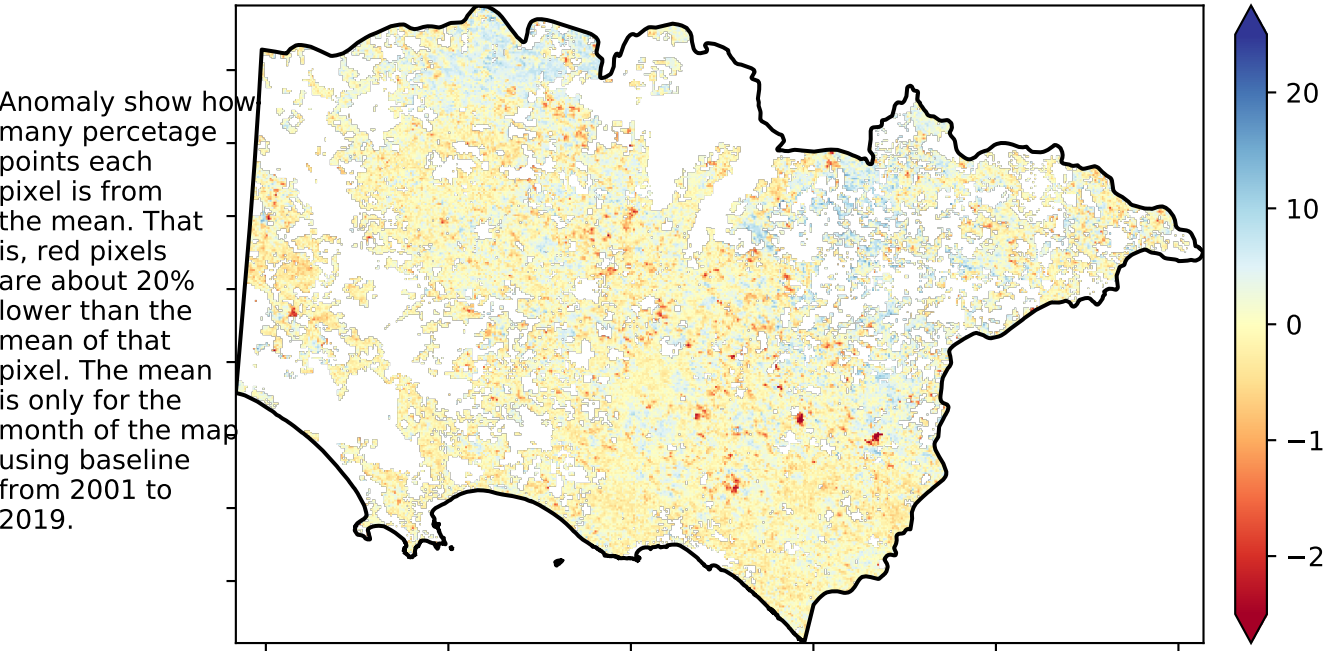 Anomaly show how
many percetage
points each
pixel is from
the mean. That
is, red pixels
are about 20%
lower than the
mean of that
pixel. The mean
is only for the
month of the map
using baseline
from 2001 to
2019.
20
10
0
−1
−2